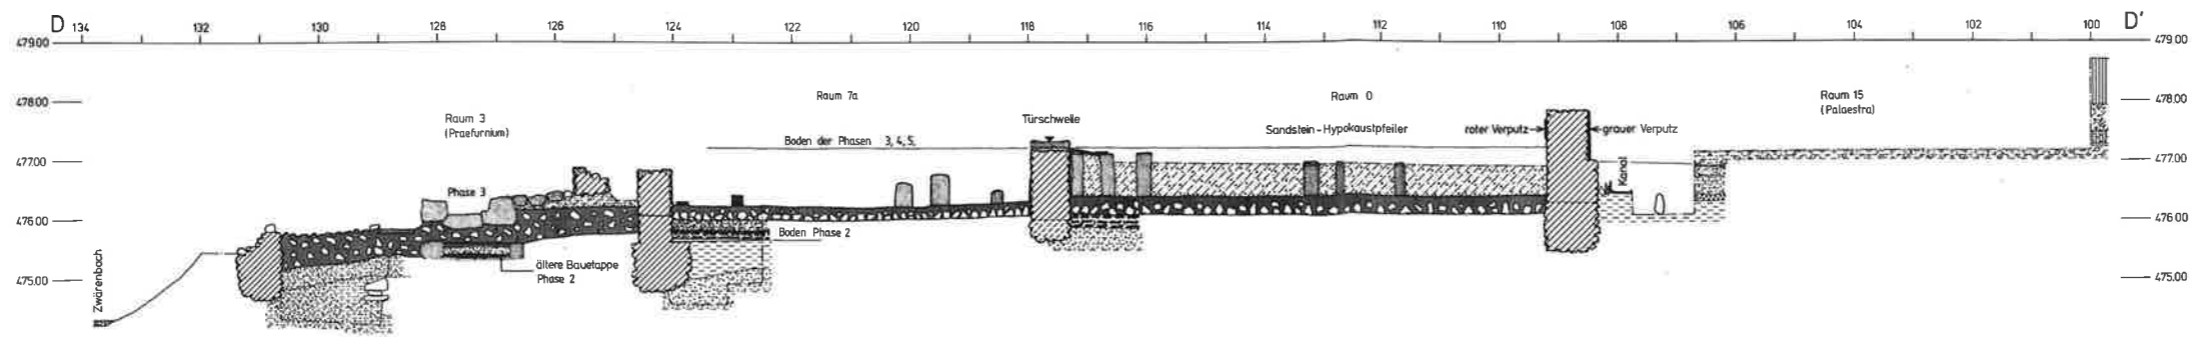 D 134 132 130 128 126 124 122 120 118 116 114 112 110 108 106 104 102 100 D'
479.00 479.00
478.00 Raum 7a Raum 0 Raum 15 478.00
(Palaestra)
Raum 3
(Praefurnium)
Türschwelle
Sandstein-Hypokaustpfeiler roter Verputz grauer Verputz
Boden der Phasen 3,4,5,
477.00 477.00
Kanal
Phase 3
476.00 476.00
Boden Phase 2
ältere Bauetappe
Phase 2
475.00 475.00
Zwärenbach